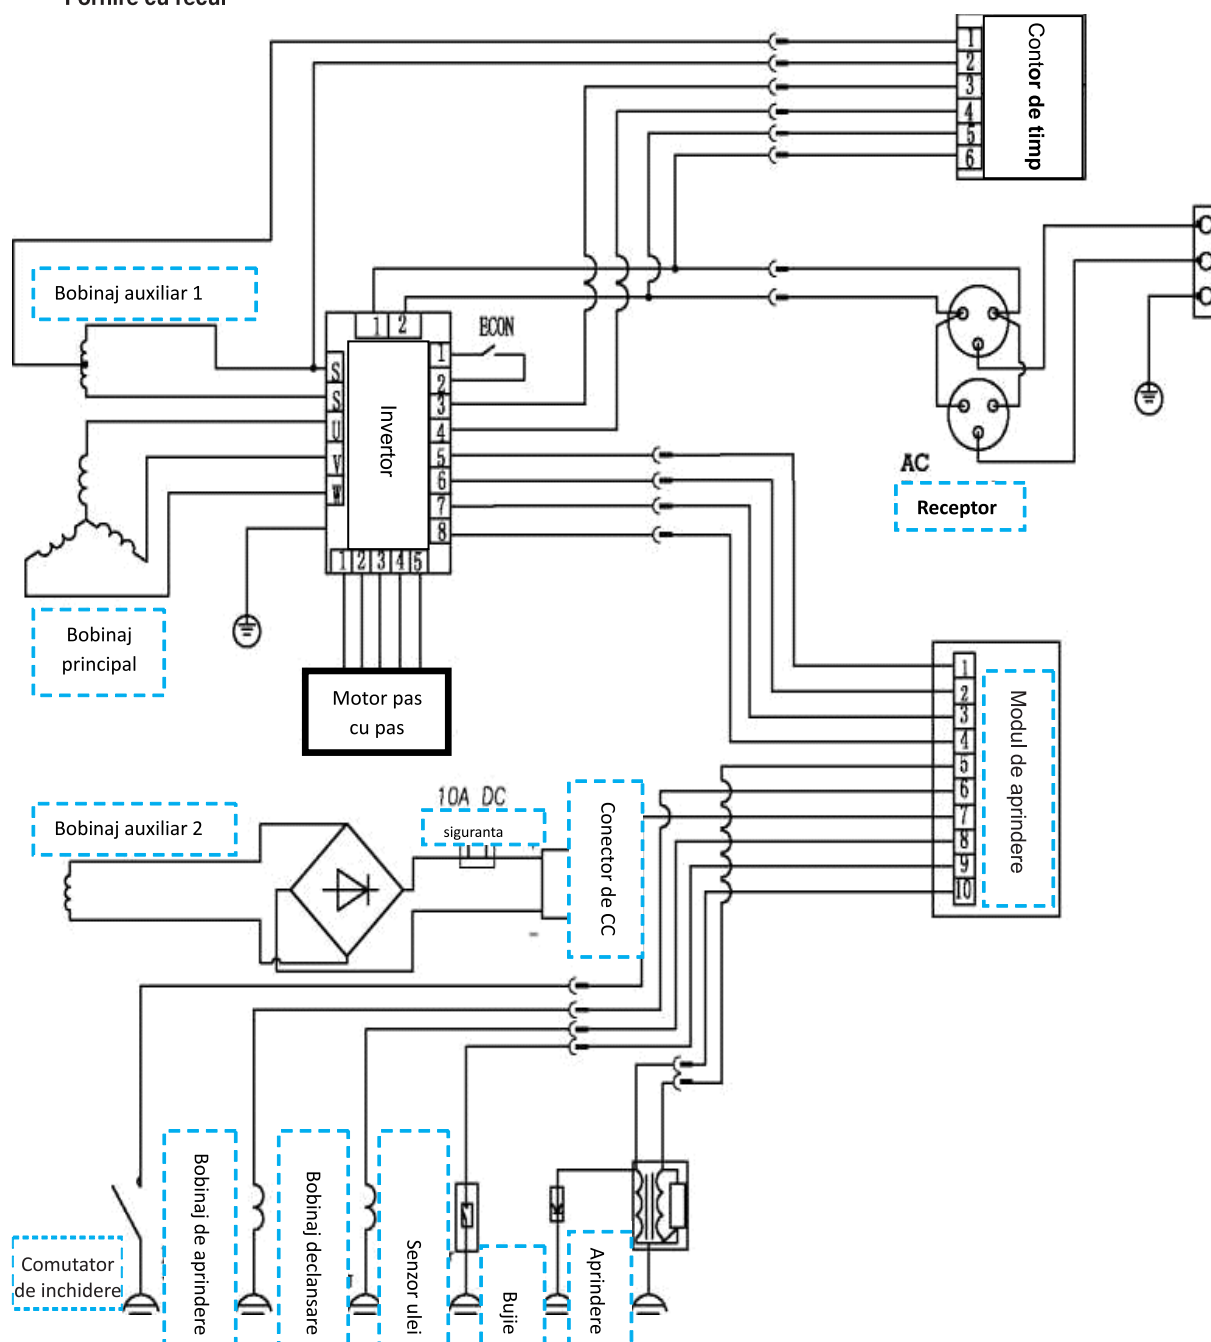 Pornire cu recul
1
2
3
4
5
6
Contor de timp
Bobinaj auxiliar 1
1 2
ECON
S
S
U
V
W
Invertor
1
2
3
4
5
6
7
8
1 2 3 4 5
AC
Receptor
Bobinaj
principal
Motor pas
cu pas
1
2
3
4
5
6
7
8
9
10
Modul de aprindere
10A DC
siguranta
Bobinaj auxiliar 2
Conector de CC
-
Comutator
de inchidere
Bobinaj de aprindere
Bobinaj declansare
Senzor ulei
Bujie
Aprindere